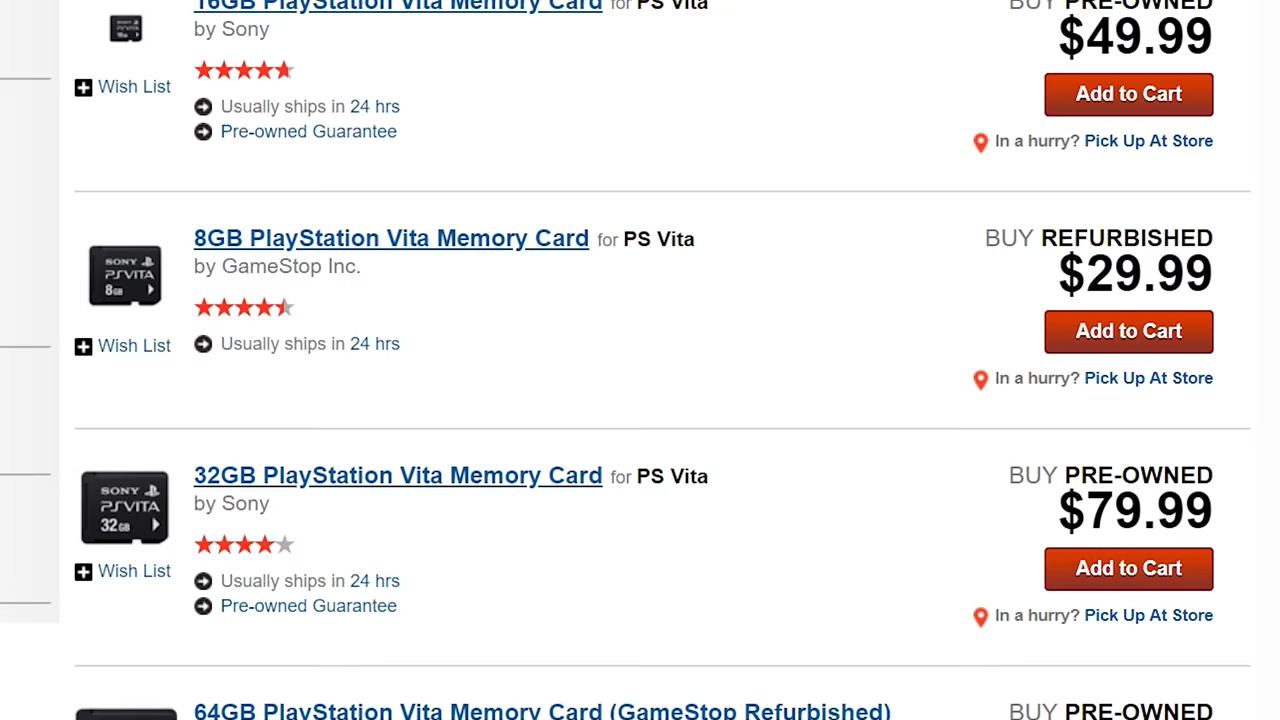 16GB PlayStation Vita Memory Card for PS Vita
BUY PRE-OWNED
by Sony
$49.99
Wish List
Add to Cart
Usually ships in 24 hrs
Pre-owned Guarantee
In a hurry? Pick Up At Store
8GB PlayStation Vita Memory Card for PS Vita
BUY REFURBISHED
by GameStop Inc.
$29.99
SONY
PSVITA
8GB
Wish List
Usually ships in 24 hrs
Add to Cart
In a hurry? Pick Up At Store
32GB PlayStation Vita Memory Card for PS Vita
BUY PRE-OWNED
by Sony
$79.99
SONY
PSVITA
32GB
Wish List
Usually ships in 24 hrs
Pre-owned Guarantee
Add to Cart
In a hurry? Pick Up At Store
64GB PlayStation Vita Memory Card (GameStop Refurbished)
BUY PRE-OWNED